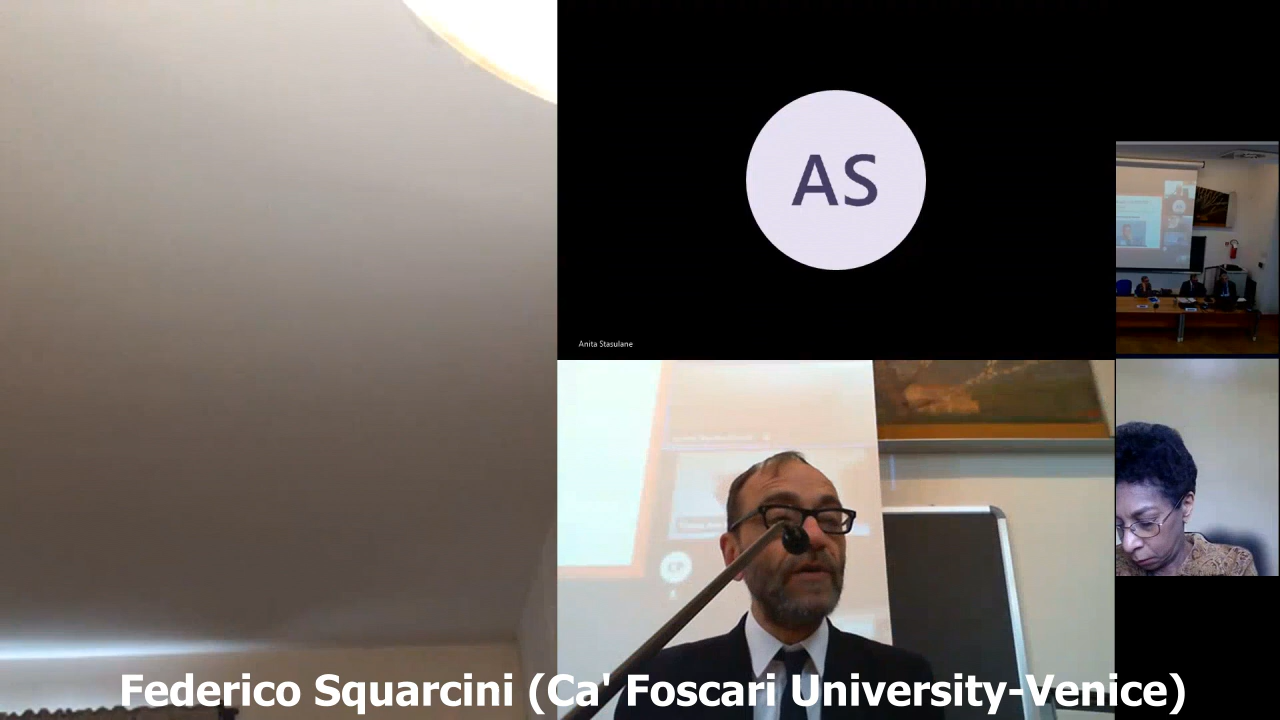 AS
Anita Stasulane
Federico Squarcini (Ca' Foscari University-Venice)